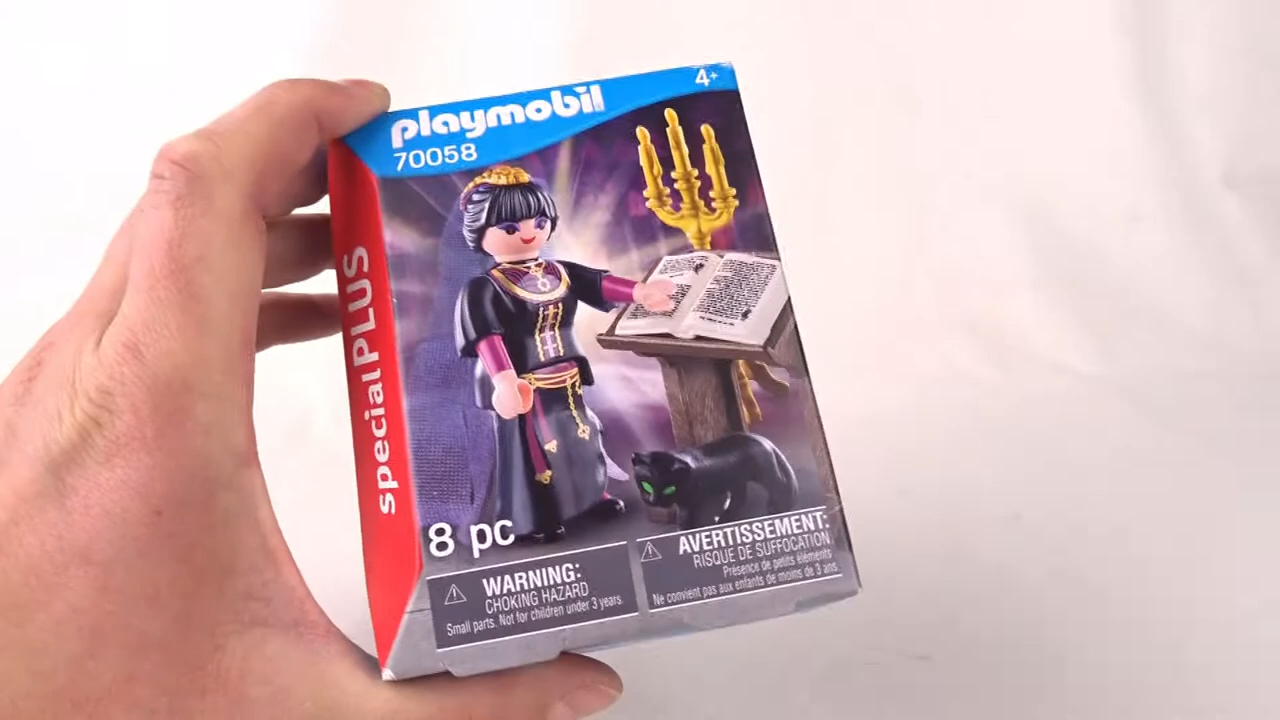 playmobil
70058
4+
specialPLUS
8 pc
WARNING:
CHOKING HAZARD
Small parts. Not for children under 3 years.
AVERTISSEMENT:
RISQUE DE SUFFOCATION
Présence de petits éléments
Ne convient pas aux enfants de moins de 3 ans.